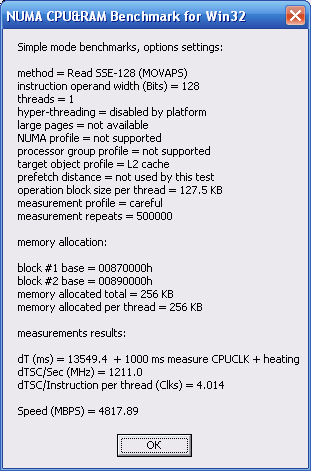 NUMA CPU&RAM Benchmark for Win32
Simple mode benchmarks, options settings:
method = Read SSE-128 (MOVAPS)
instruction operand width (Bits) = 128
threads = 1
hyper-threading = disabled by platform
large pages = not available
NUMA profile = not supported
processor group profile = not supported
target object profile = L2 cache
prefetch distance = not used by this test
operation block size per thread = 127.5 KB
measurement profile = careful
measurement repeats = 500000
memory allocation:
block #1 base = 00870000h
block #2 base = 00890000h
memory allocated total = 256 KB
memory allocated per thread = 256 KB
measurements results:
dT (ms) = 13549.4  + 1000 ms measure CPUCLK + heating
dTSC/Sec (MHz) = 1211.0
dTSC/Instruction per thread (Clks) = 4.014
Speed (MBPS) = 4817.89
OK